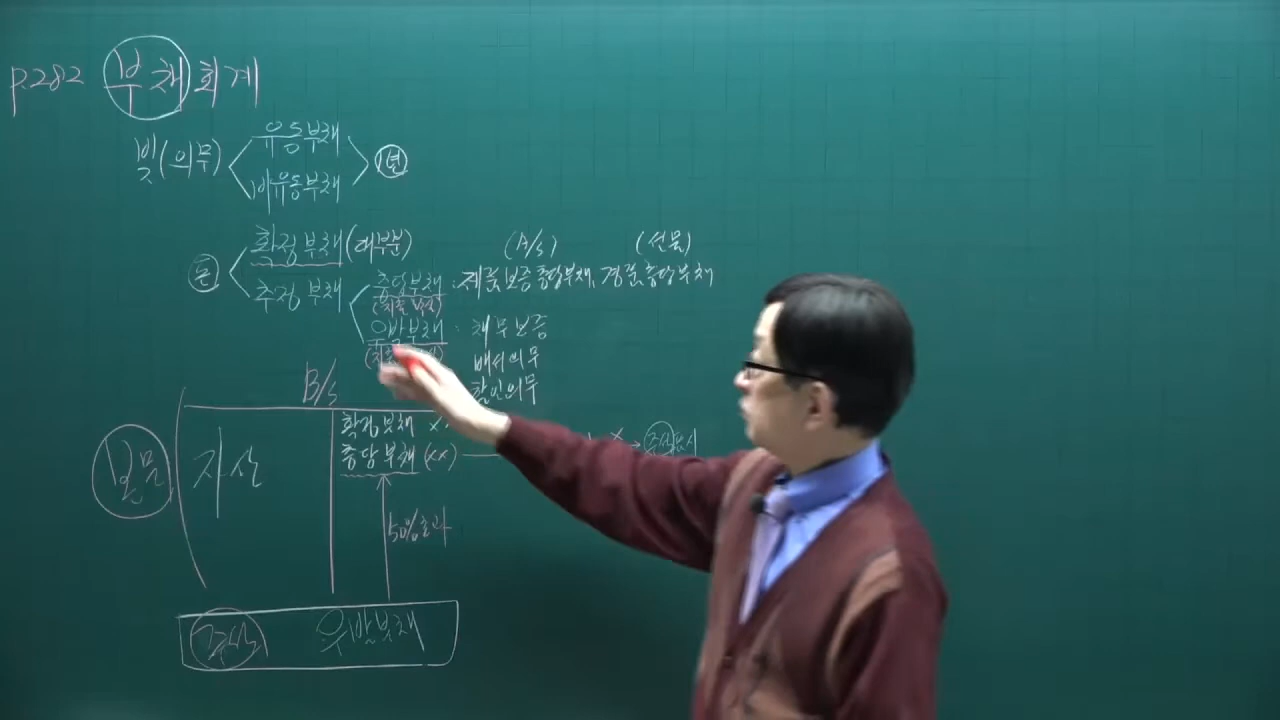 P.282 부채회계
빚(의무) 유동부채
비유동부채
1년
돈 확정부채(대부분)
추정부채
(A/S) (선물)
충당부채 : 제품보증충당부채, 경품충당부채
우발부채 : 채무보증
배서의무
할인의무
B/S
본문 자산
확정부채
충당부채 (××)
50%초과
주석 우발부채